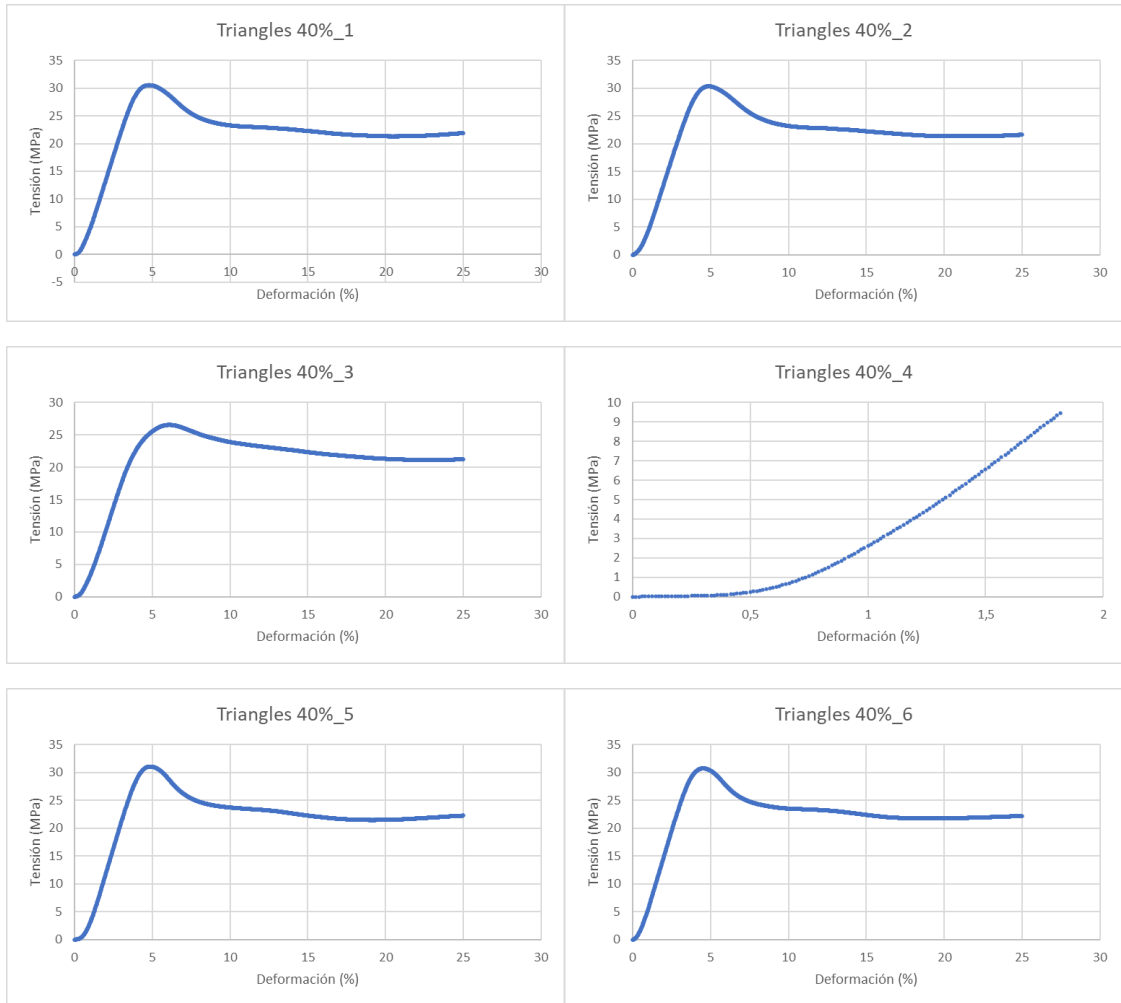 Triangles 40%_1
35
30
25
20
15
10
5
0
-5
0 5 10 15 20 25 30
Tensión (MPa)
Deformación (%)
Triangles 40%_2
35
30
25
20
15
10
5
0
0 5 10 15 20 25 30
Tensión (MPa)
Deformación (%)
Triangles 40%_3
30
25
20
15
10
5
0
0 5 10 15 20 25 30
Tensión (MPa)
Deformación (%)
Triangles 40%_4
10
9
8
7
6
5
4
3
2
1
0
0 0,5 1 1,5 2
Tensión (MPa)
Deformación (%)
Triangles 40%_5
35
30
25
20
15
10
5
0
0 5 10 15 20 25 30
Tensión (MPa)
Deformación (%)
Triangles 40%_6
35
30
25
20
15
10
5
0
0 5 10 15 20 25 30
Tensión (MPa)
Deformación (%)